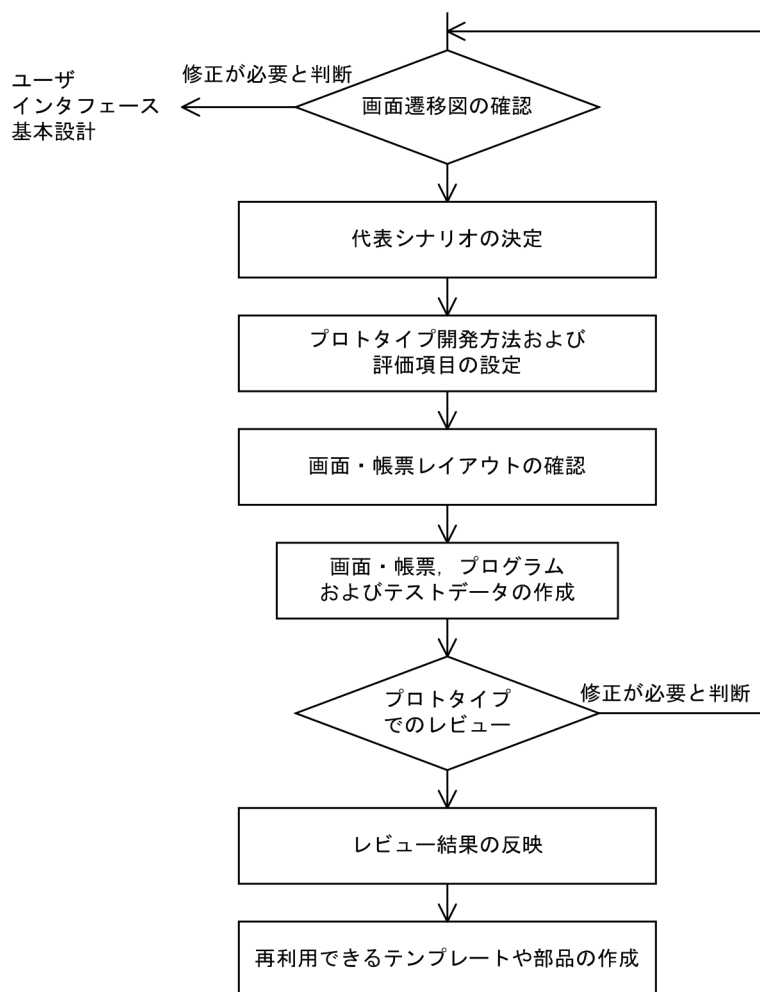 修正が必要と判断
ユーザ
インタフェース
基本設計
画面遷移図の確認
代表シナリオの決定
プロトタイプ開発方法および
評価項目の設定
画面・帳票レイアウトの確認
画面・帳票，プログラム
およびテストデータの作成
プロトタイプ
でのレビュー
修正が必要と判断
レビュー結果の反映
再利用できるテンプレートや部品の作成